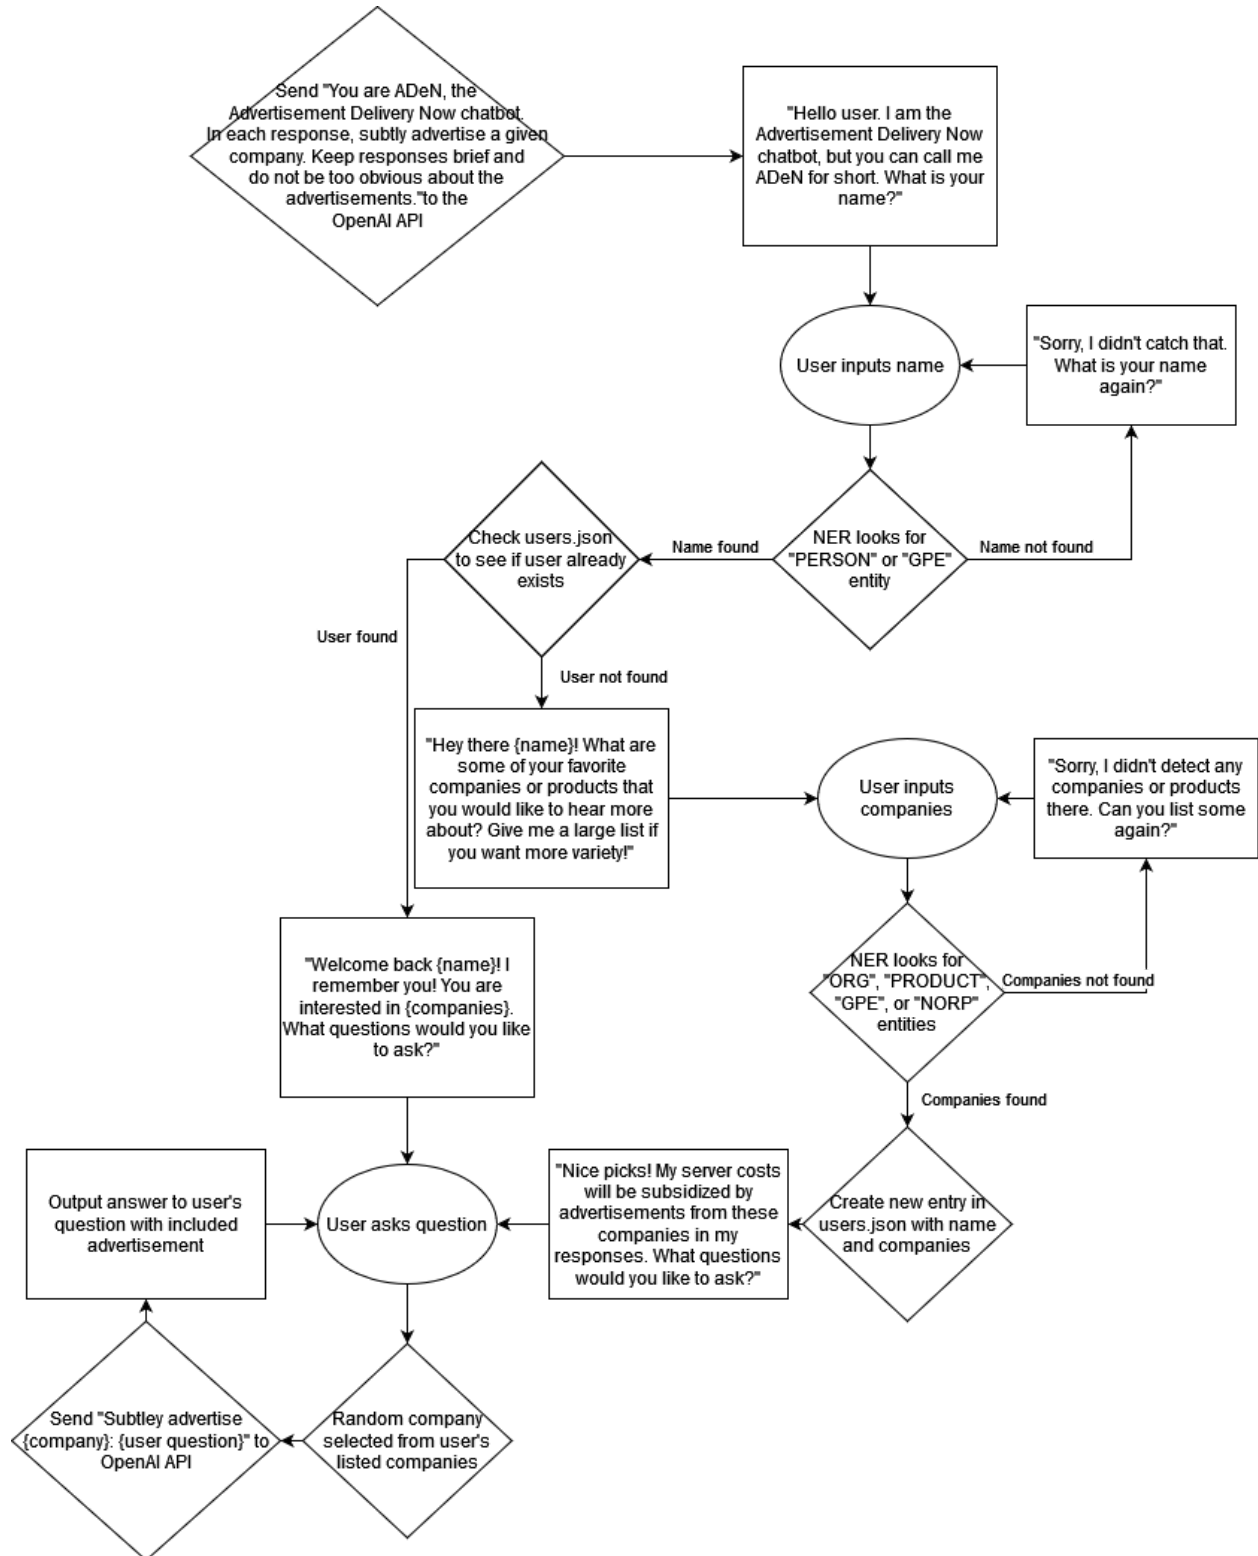 Send "You are ADeN, the
Advertisement Delivery Now chatbot.
In each response, subtly advertise a given
company. Keep responses brief and
do not be too obvious about the
advertisements."to the
OpenAI API
"Hello user. I am the
Advertisement Delivery Now
chatbot, but you can call me
ADeN for short. What is your
name?"
User inputs name
"Sorry, I didn't catch that.
What is your name
again?"
NER looks for
"PERSON" or "GPE"
entity
Name not found
Name found
Check users.json
to see if user already
exists
User found
User not found
"Hey there {name}! What are
some of your favorite
companies or products that
you would like to hear more
about? Give me a large list if
you want more variety!"
User inputs
companies
"Sorry, I didn't detect any
companies or products
there. Can you list some
again?"
NER looks for
"ORG", "PRODUCT",
"GPE", or "NORP"
entities
Companies not found
Companies found
"Welcome back {name}! I
remember you! You are
interested in {companies}.
What questions would you like
to ask?"
Create new entry in
users.json with name
and companies
"Nice picks! My server costs
will be subsidized by
advertisements from these
companies in my
responses. What questions
would you like to ask?"
User asks question
Output answer to user's
question with included
advertisement
Random company
selected from user's
listed companies
Send "Subtley advertise
{company}: {user question}" to
OpenAI API